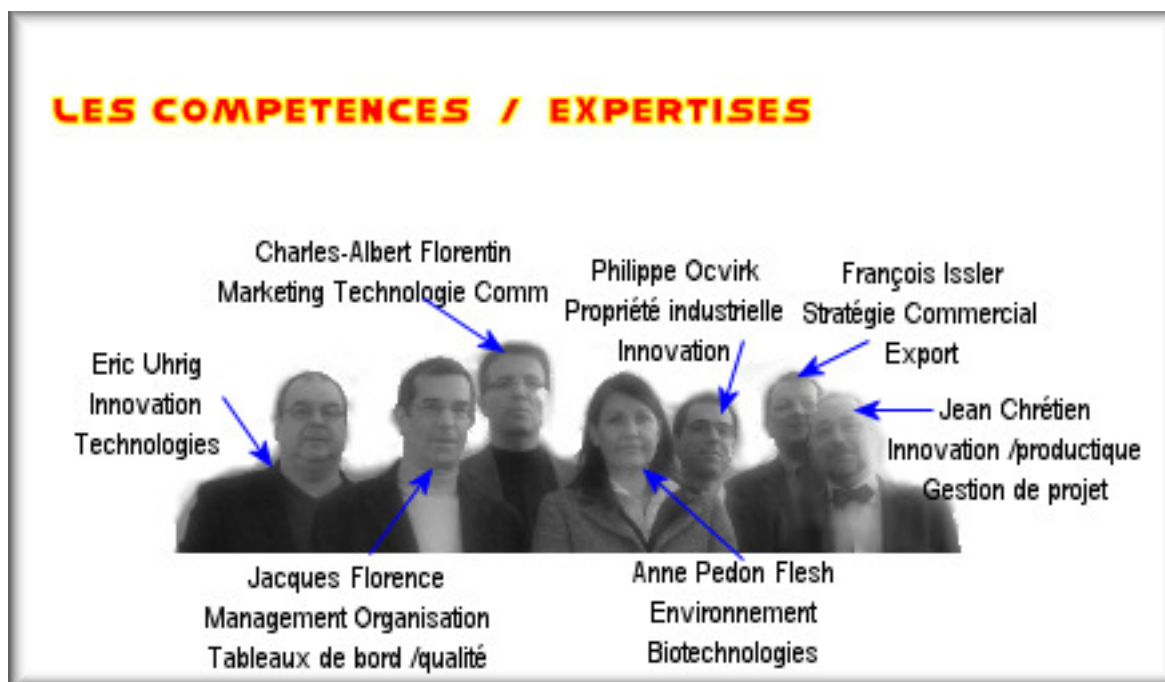 LES COMPETENCES / EXPERTISES
Charles-Albert Florentin
Marketing Technologie Comm
Philippe Ocvirk
Propriété industrielle
Innovation
François Issler
Stratégie Commercial
Export
Eric Uhrig
Innovation
Technologies
Jean Chrétien
Innovation /productique
Gestion de projet
Jacques Florence
Management Organisation
Tableaux de bord /qualité
Anne Pedon Flesh
Environnement
Biotechnologies